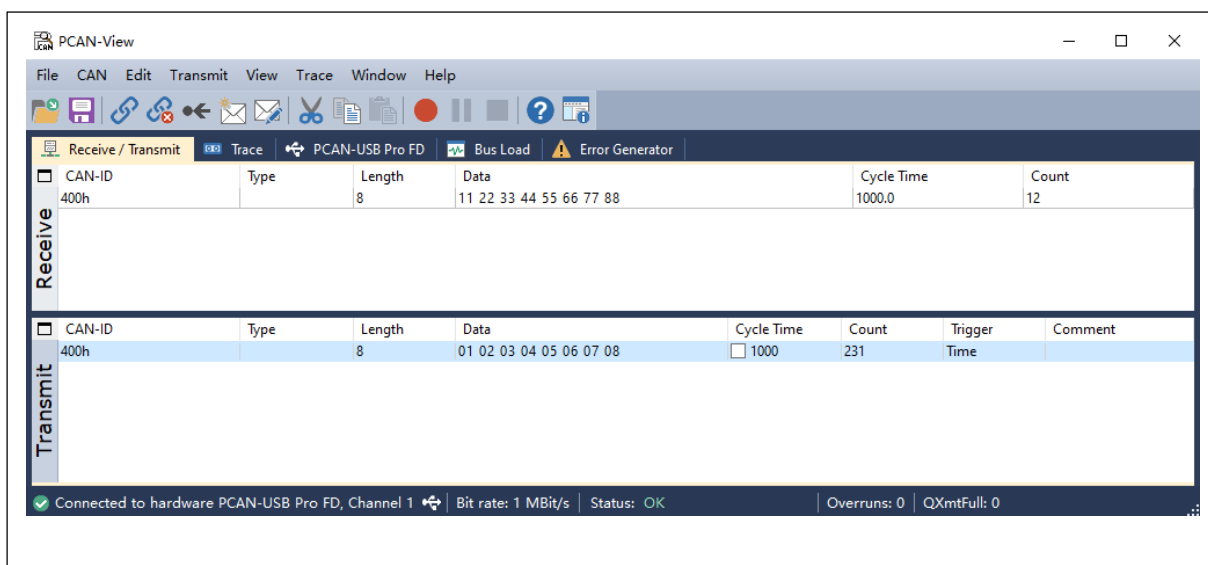 PCAN-View
File CAN Edit Transmit View Trace Window Help
Receive / Transmit Trace PCAN-USB Pro FD Bus Load Error Generator
CAN-ID Type Length Data Cycle Time Count
400h 8 11 22 33 44 55 66 77 88 1000.0 12
Receive
CAN-ID Type Length Data Cycle Time Count Trigger Comment
400h 8 01 02 03 04 05 06 07 08 1000 231 Time
Transmit
Connected to hardware PCAN-USB Pro FD, Channel 1 Bit rate: 1 MBit/s Status: OK Overruns: 0 QXmtFull: 0